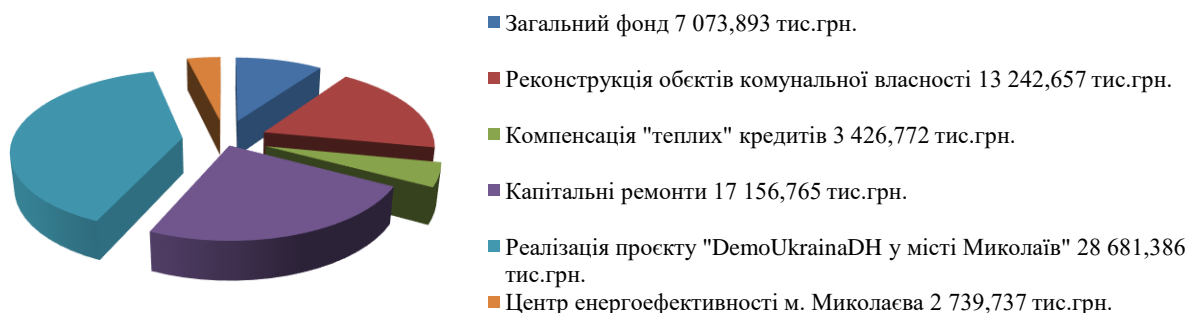 Загальний фонд 7 073,893 тис.грн.
Реконструкція обєктів комунальної власності 13 242,657 тис.грн.
Компенсація "теплих" кредитів 3 426,772 тис.грн.
Капітальні ремонти 17 156,765 тис.грн.
Реалізація проєкту "DemoUkrainaDH у місті Миколаїв" 28 681,386
тис.грн.
Центр енергоефективності м. Миколаєва 2 739,737 тис.грн.